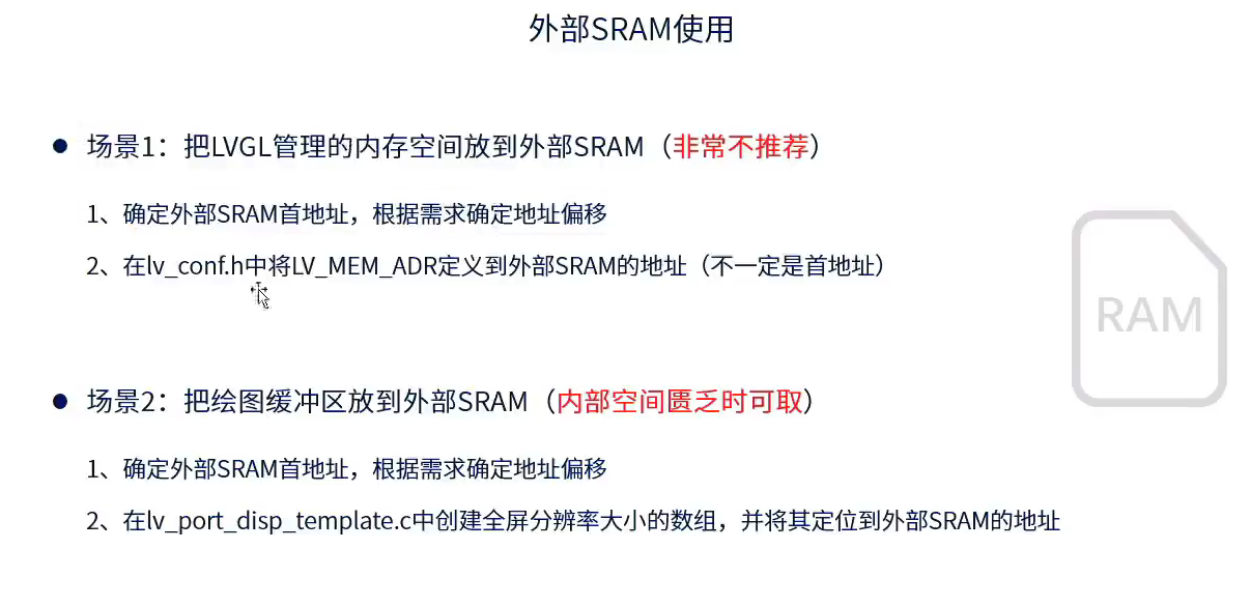 外部SRAM使用
● 场景1：把LVGL管理的内存空间放到外部SRAM（非常不推荐）
1、确定外部SRAM首地址，根据需求确定地址偏移
2、在lv_conf.h中将LV_MEM_ADR定义到外部SRAM的地址（不一定是首地址）
RAM
● 场景2：把绘图缓冲区放到外部SRAM（内部空间匮乏时可取）
1、确定外部SRAM首地址，根据需求确定地址偏移
2、在lv_port_disp_template.c中创建全屏分辨率大小的数组，并将其定位到外部SRAM的地址